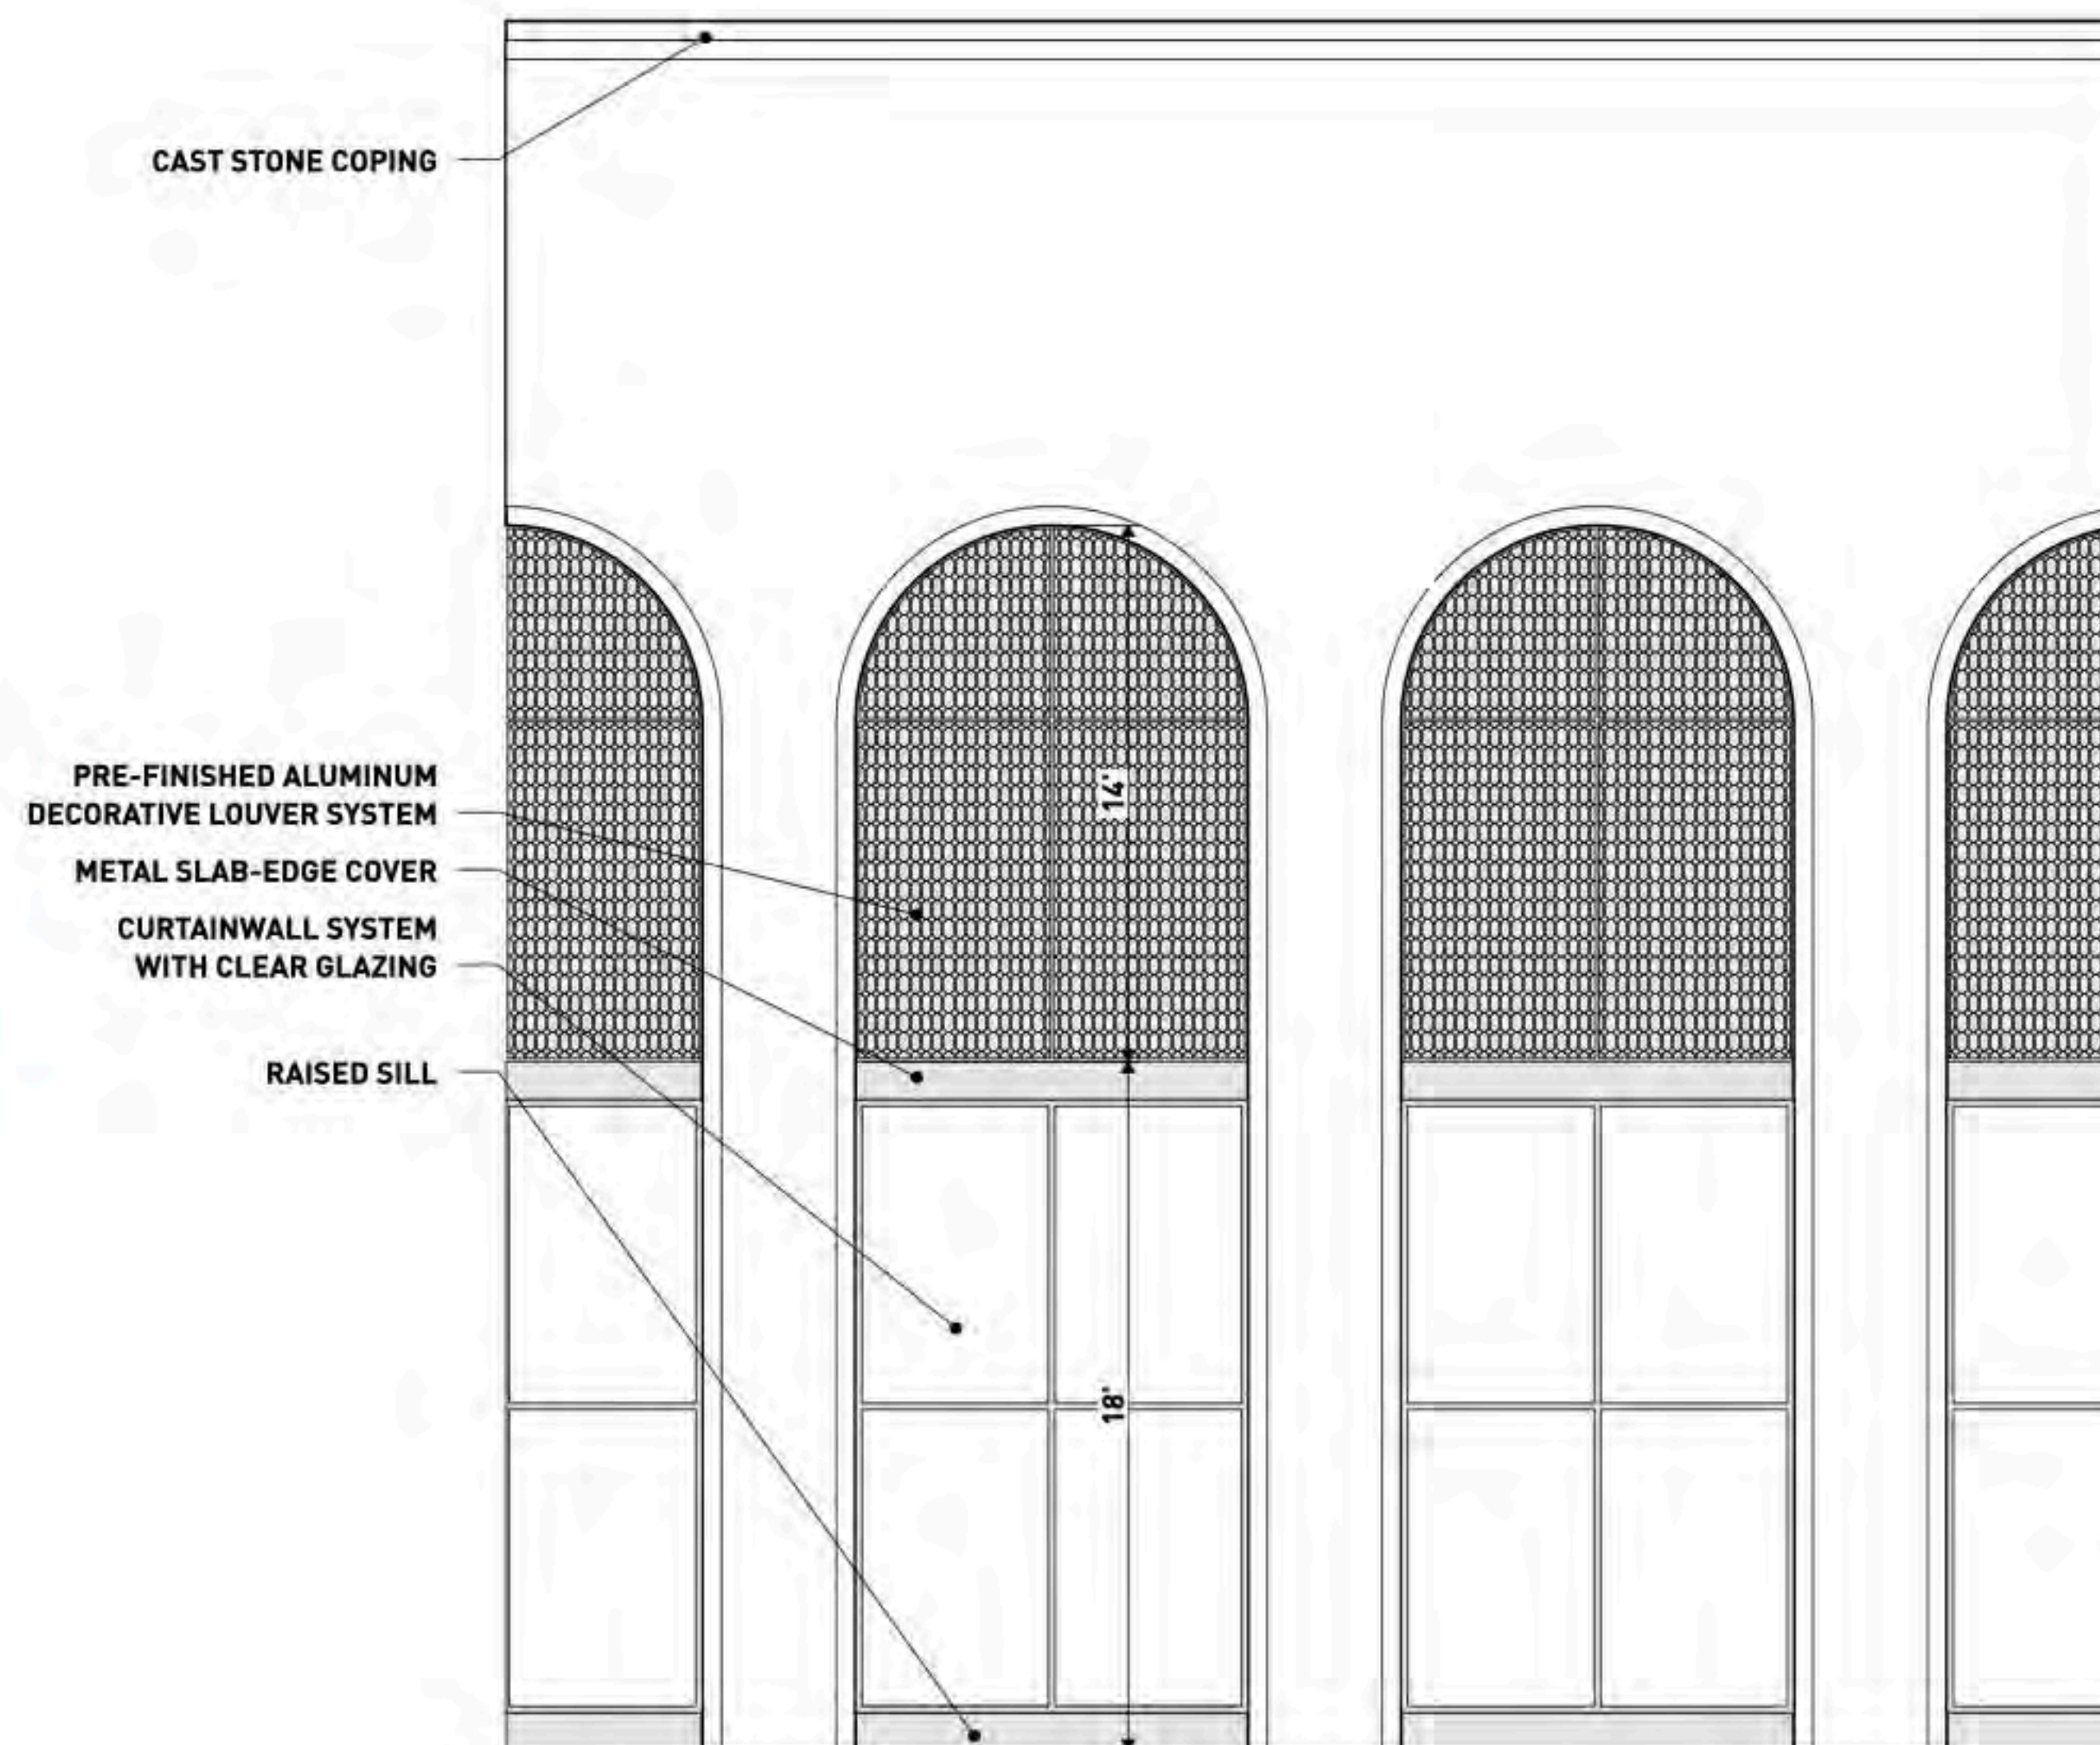 CAST STONE COPING
PRE-FINISHED ALUMINUM
DECORATIVE LOUVER SYSTEM
METAL SLAB-EDGE COVER
CURTAINWALL SYSTEM
WITH CLEAR GLAZING
RAISED SILL
14'
18'